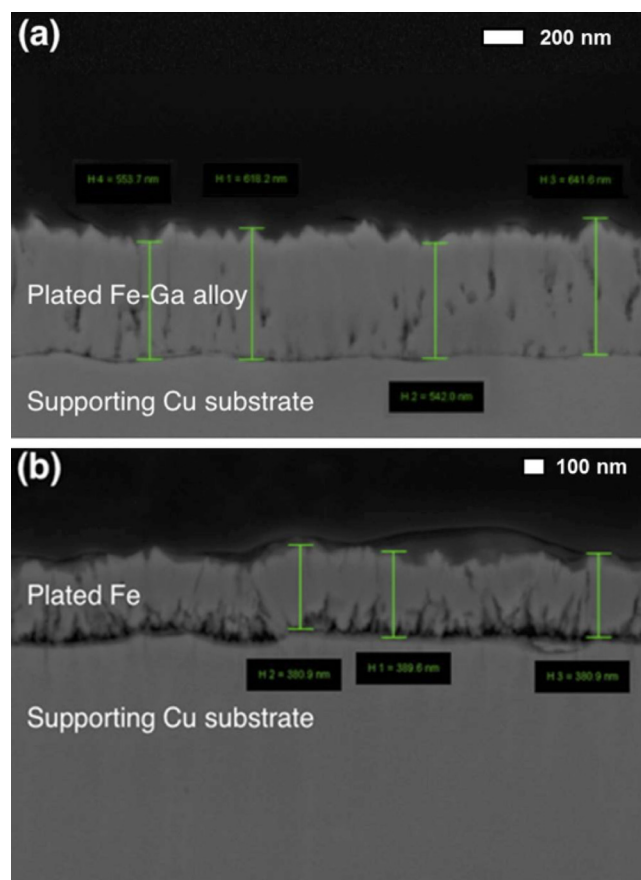 (a)
200 nm
H 4 = 553.7 nm
H 1 = 618.2 nm
H 3 = 641.6 nm
Plated Fe-Ga alloy
Supporting Cu substrate
H 2 = 542.0 nm
(b)
100 nm
Plated Fe
H 2 = 380.9 nm
H 1 = 389.6 nm
H 3 = 380.9 nm
Supporting Cu substrate